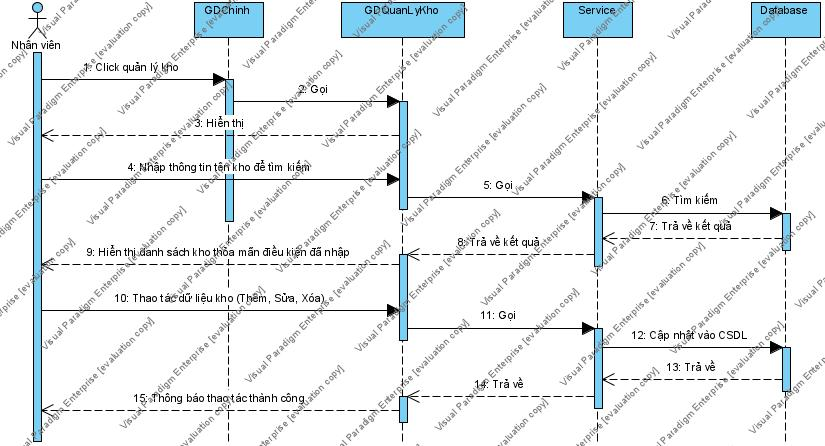 GDChinh
GDQuanLyKho
Service
Database
Nhân viên
1: Click quản lý kho
2: Gọi
3: Hiển thị
4: Nhập thông tin tên kho để tìm kiếm
5: Gọi
6: Tìm kiếm
7: Trả về kết quả
8: Trả về kết quả
9: Hiển thị danh sách kho thỏa mãn điều kiện đã nhập
10: Thao tác dữ liệu kho (Thêm, Sửa, Xóa)
11: Gọi
12: Cập nhật vào CSDL
13: Trả về
14: Trả về
15: Thông báo thao tác thành công
Visual Paradigm Enterprise [evaluation copy]